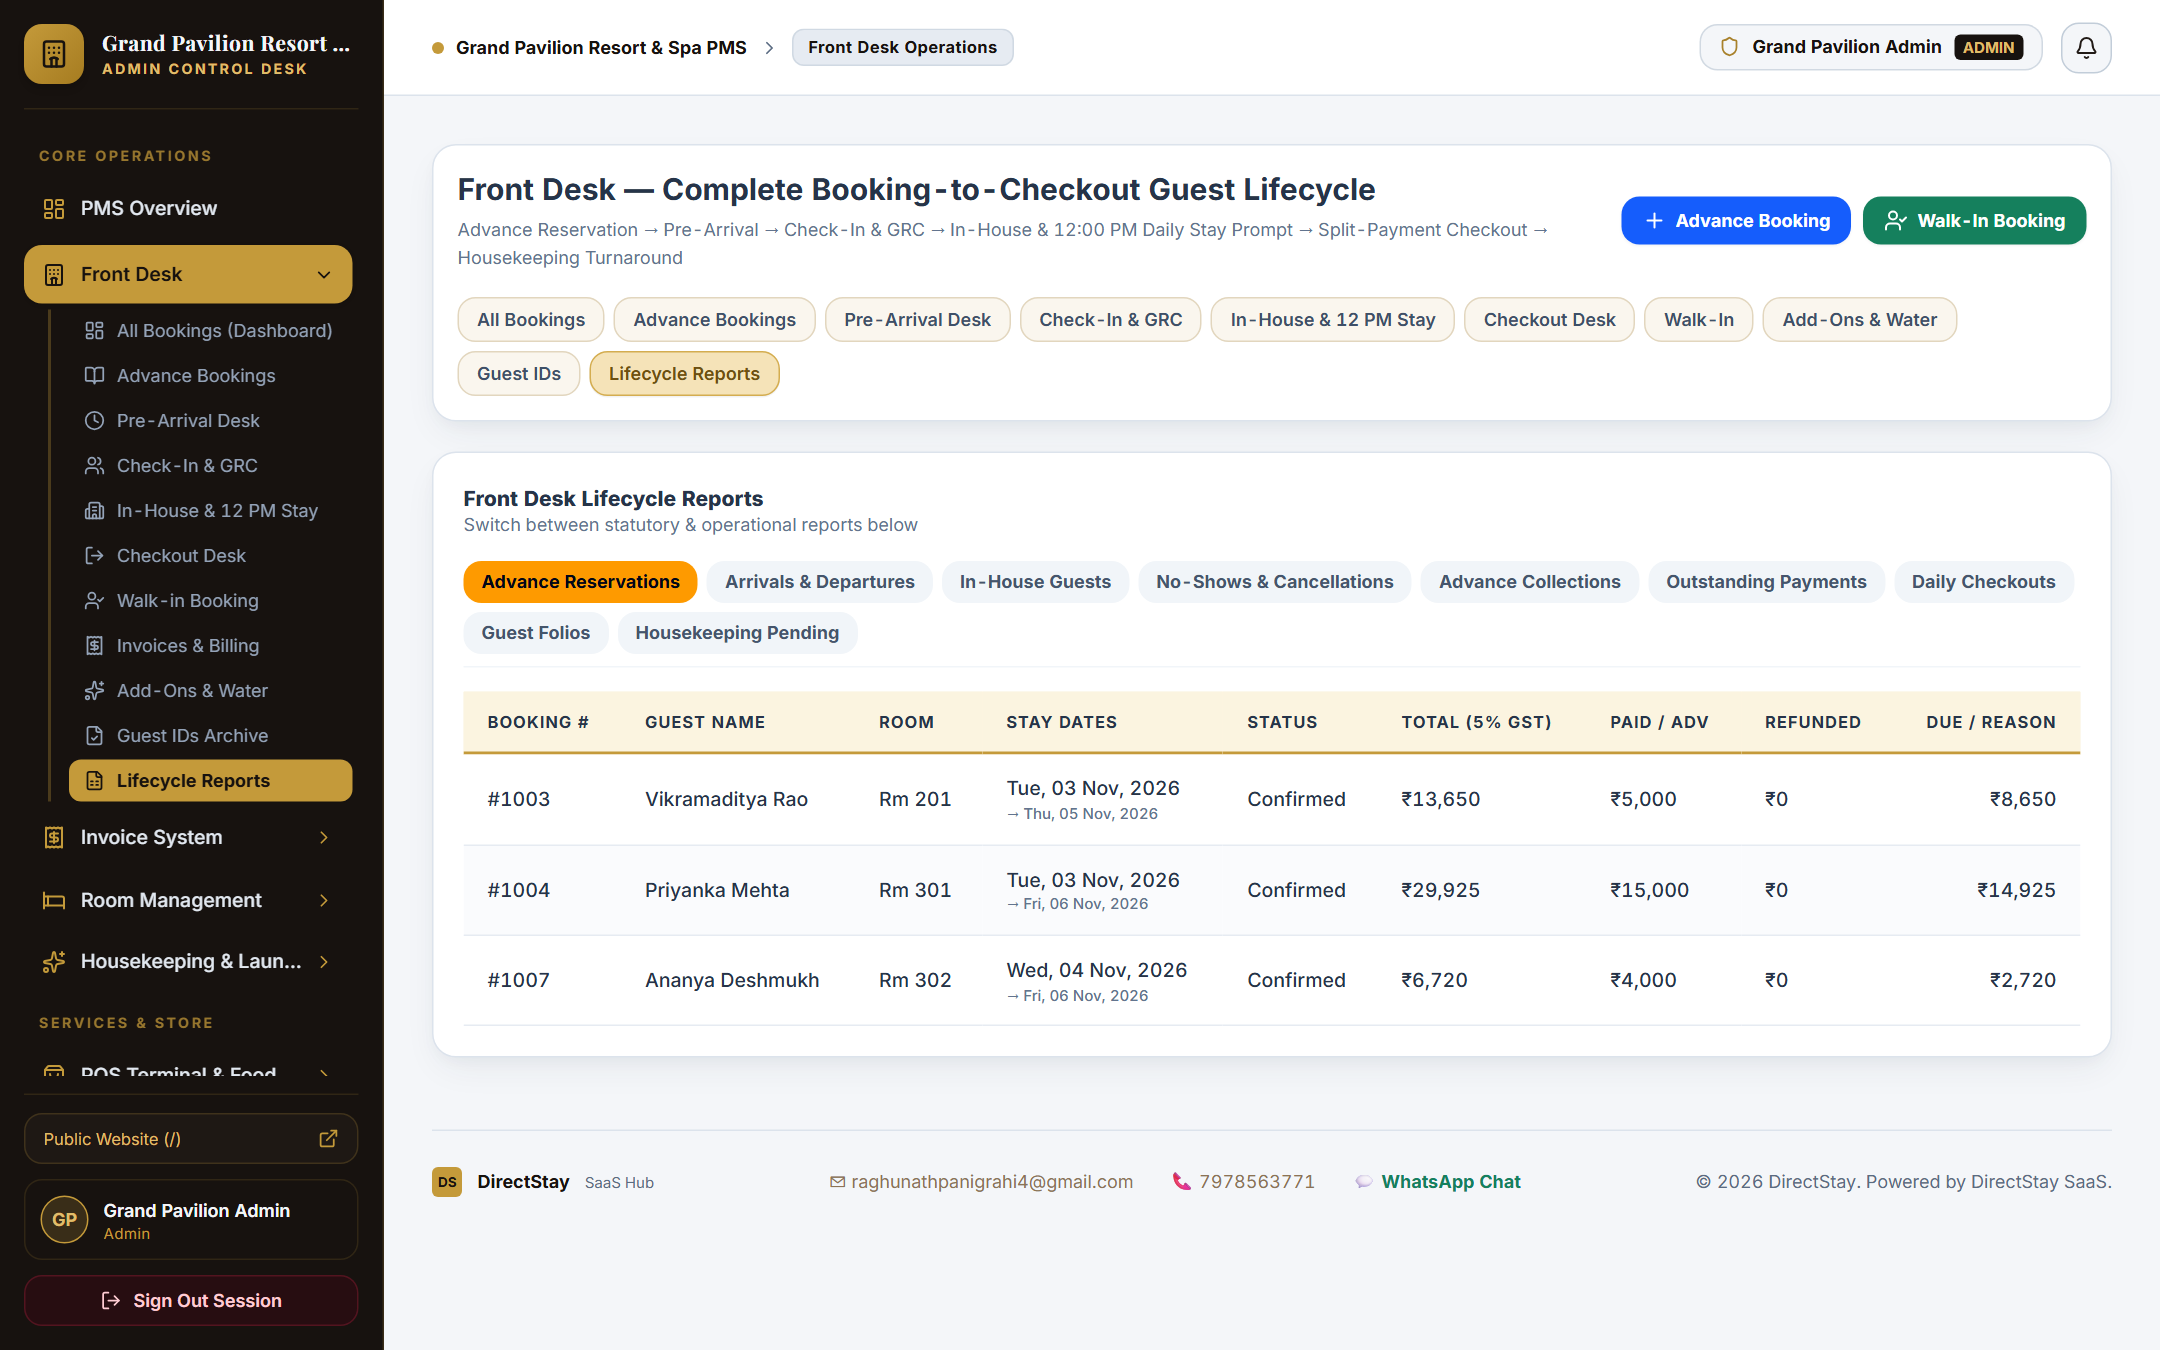 Grand Pavilion Resort ...
ADMIN CONTROL DESK
CORE OPERATIONS
PMS Overview
Front Desk
All Bookings (Dashboard)
Advance Bookings
Pre-Arrival Desk
Check-In & GRC
In-House & 12 PM Stay
Checkout Desk
Walk-in Booking
Invoices & Billing
Add-Ons & Water
Guest IDs Archive
Lifecycle Reports
Invoice System
Room Management
Housekeeping & Laun...
SERVICES & STORE
POS Terminal & Food
Public Website (/)
GP
Grand Pavilion Admin
Admin
Sign Out Session
Grand Pavilion Resort & Spa PMS
Front Desk Operations
Grand Pavilion Admin ADMIN
Front Desk — Complete Booking-to-Checkout Guest Lifecycle
Advance Reservation → Pre-Arrival → Check-In & GRC → In-House & 12:00 PM Daily Stay Prompt → Split-Payment Checkout →
Housekeeping Turnaround
+ Advance Booking
Walk-In Booking
All Bookings Advance Bookings Pre-Arrival Desk Check-In & GRC In-House & 12 PM Stay Checkout Desk Walk-In Add-Ons & Water
Guest IDs Lifecycle Reports
Front Desk Lifecycle Reports
Switch between statutory & operational reports below
Advance Reservations Arrivals & Departures In-House Guests No-Shows & Cancellations Advance Collections Outstanding Payments Daily Checkouts
Guest Folios Housekeeping Pending
BOOKING # GUEST NAME ROOM STAY DATES STATUS TOTAL (5% GST) PAID / ADV REFUNDED DUE / REASON
#1003 Vikramaditya Rao Rm 201 Tue, 03 Nov, 2026 Confirmed ₹13,650 ₹5,000 ₹0 ₹8,650
→ Thu, 05 Nov, 2026
#1004 Priyanka Mehta Rm 301 Tue, 03 Nov, 2026 Confirmed ₹29,925 ₹15,000 ₹0 ₹14,925
→ Fri, 06 Nov, 2026
#1007 Ananya Deshmukh Rm 302 Wed, 04 Nov, 2026 Confirmed ₹6,720 ₹4,000 ₹0 ₹2,720
→ Fri, 06 Nov, 2026
DS DirectStay SaaS Hub
raghunathpanigrahi4@gmail.com
7978563771
WhatsApp Chat
© 2026 DirectStay. Powered by DirectStay SaaS.